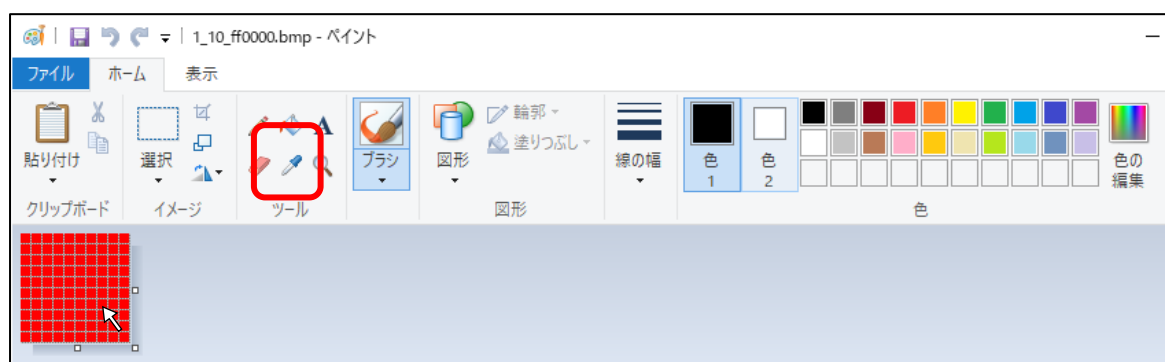 1_10_ff0000.bmp - ペイント
ファイル ホーム 表示
貼り付け 選択 A ブラシ 図形 輪郭 塗りつぶし 線の幅 色 1 色 2 色の 編集
クリップボード イメージ ツール 図形 色